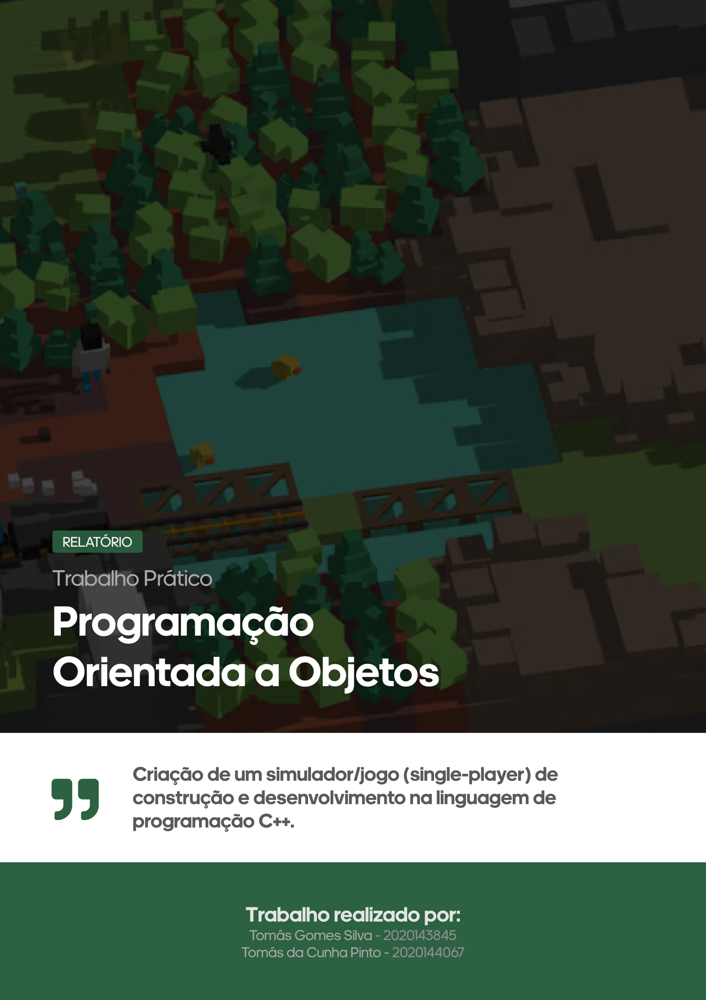 RELATÓRIO
Trabalho Prático
Programação
Orientada a Objetos
Criação de um simulador/jogo (single-player) de
construção e desenvolvimento na linguagem de
programação C++.
Trabalho realizado por:
Tomás Gomes Silva - 2020143845
Tomás da Cunha Pinto - 2020144067